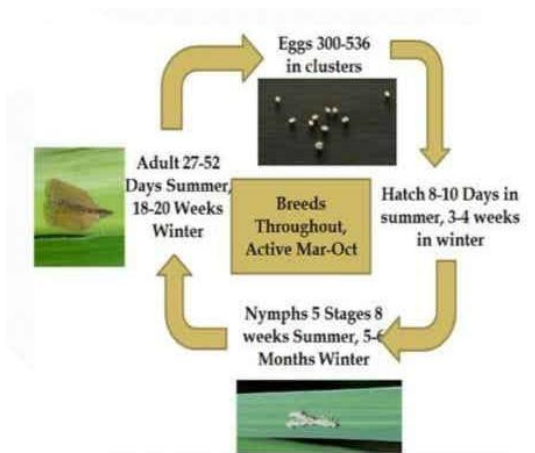 Eggs 300-536
in clusters
Hatch 8-10 Days in
summer, 3-4 weeks
in winter
Nymphs 5 Stages 8
weeks Summer, 5-6
Months Winter
Adult 27-52
Days Summer,
18-20 Weeks
Winter
Breeds
Throughout,
Active Mar-Oct